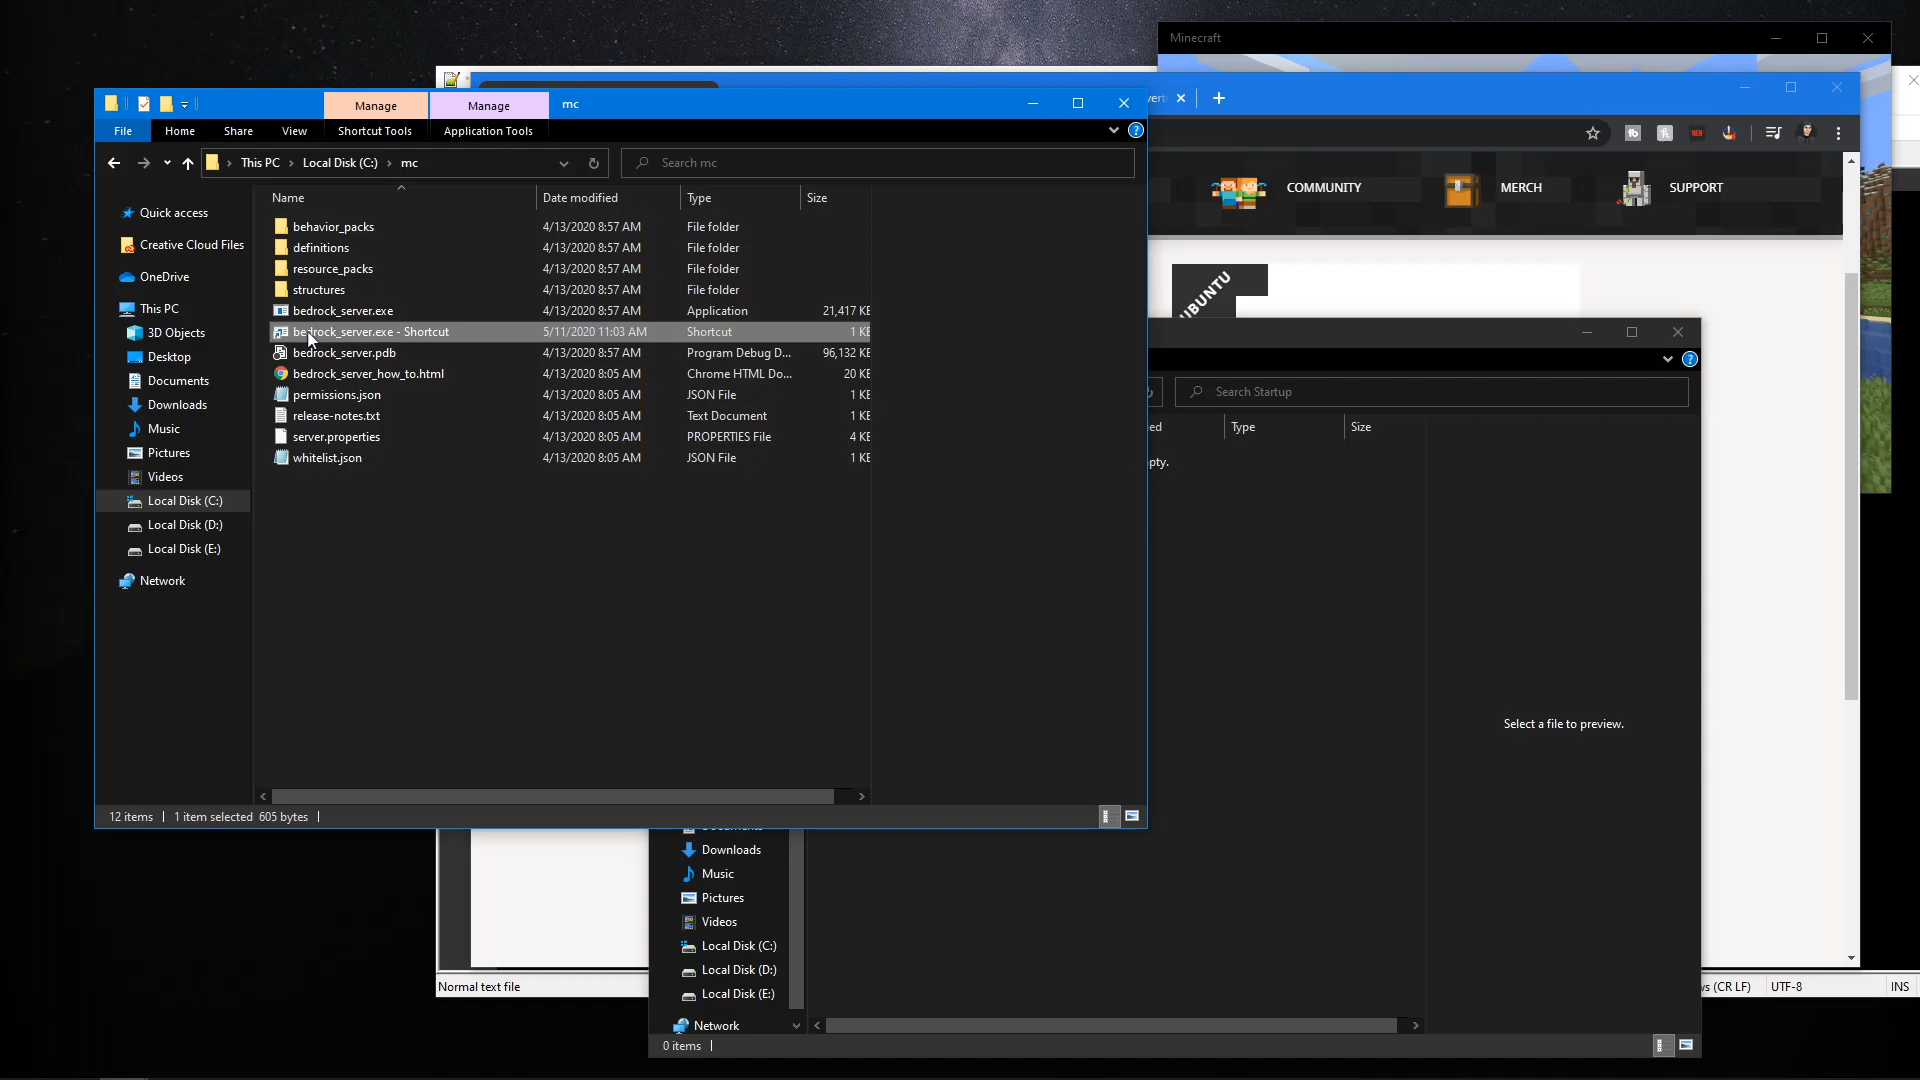 Minecraft
Manage
Manage
mc
File
Home
Share
View
Shortcut Tools
Application Tools
This PC
Local Disk (C:)
mc
Search mc
Name
Date modified
Type
Size
Quick access
Creative Cloud Files
OneDrive
This PC
3D Objects
Desktop
Documents
Downloads
Music
Pictures
Videos
Local Disk (C:)
Local Disk (D:)
Local Disk (E:)
Network
behavior_packs 4/13/2020 8:57 AM File folder
definitions 4/13/2020 8:57 AM File folder
resource_packs 4/13/2020 8:57 AM File folder
structures 4/13/2020 8:57 AM File folder
bedrock_server.exe 4/13/2020 8:57 AM Application 21,417 KB
bedrock_server.exe - Shortcut 5/11/2020 11:03 AM Shortcut 1 KB
bedrock_server.pdb 4/13/2020 8:57 AM Program Debug D... 96,132 KB
bedrock_server_how_to.html 4/13/2020 8:05 AM Chrome HTML Do... 20 KB
permissions.json 4/13/2020 8:05 AM JSON File 1 KB
release-notes.txt 4/13/2020 8:05 AM Text Document 1 KB
server.properties 4/13/2020 8:05 AM PROPERTIES File 4 KB
whitelist.json 4/13/2020 8:05 AM JSON File 1 KB
12 items
1 item selected 605 bytes
NEW
COMMUNITY
MERCH
SUPPORT
UBUNTU
Search Startup
ed
Type
Size
pty.
Select a file to preview.
Downloads
Music
Pictures
Videos
Local Disk (C:)
Local Disk (D:)
Local Disk (E:)
Network
0 items
Normal text file
(CR LF)
UTF-8
INS